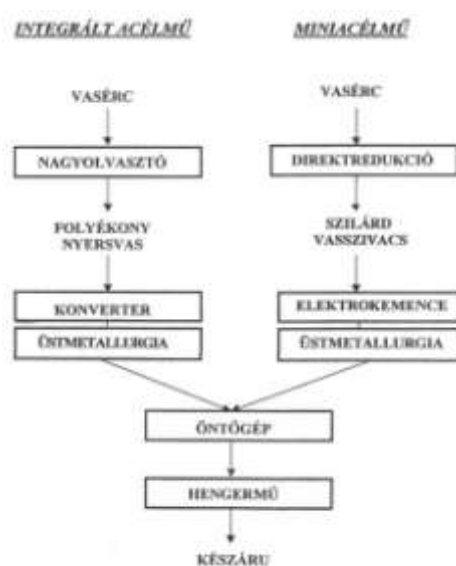 INTEGRÁLT ACÉLMŰ
MINIACÉLMŰ
VASÉRC
VASÉRC
NAGYOLVASZTÓ
DIREKTREDUKCIÓ
FOLYÉKONY
NYERSVAS
SZILÁRD
VASSZIVACS
KONVERTER
ELEKTROKEMENCE
ÜSTMETALLURGIA
ÜSTMETALLURGIA
ÖNTŐGÉP
HENGERMŰ
KÉSZÁRU